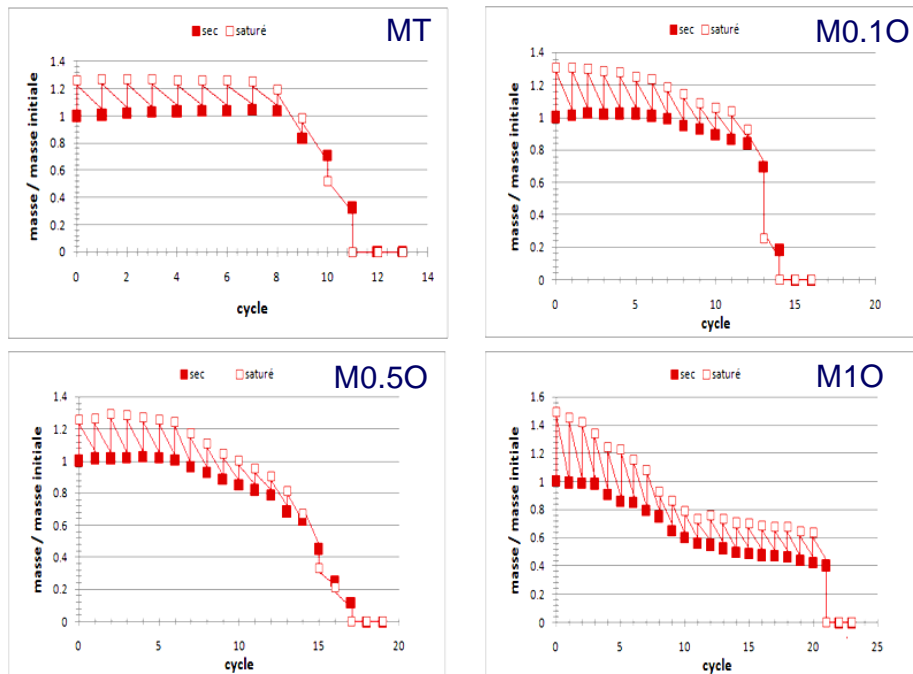 MT
sec saturé
masse / masse initiale
1.4
1.2
1
0.8
0.6
0.4
0.2
0
0 2 4 6 8 10 12 14
cycle
M0.1O
sec saturé
masse / masse initiale
1.4
1.2
1
0.8
0.6
0.4
0.2
0
0 5 10 15 20
cycle
M0.5O
sec saturé
masse / masse initiale
1.4
1.2
1
0.8
0.6
0.4
0.2
0
0 5 10 15 20
cycle
M1O
sec saturé
masse / masse initiale
1.6
1.4
1.2
1
0.8
0.6
0.4
0.2
0
0 5 10 15 20 25
cycle